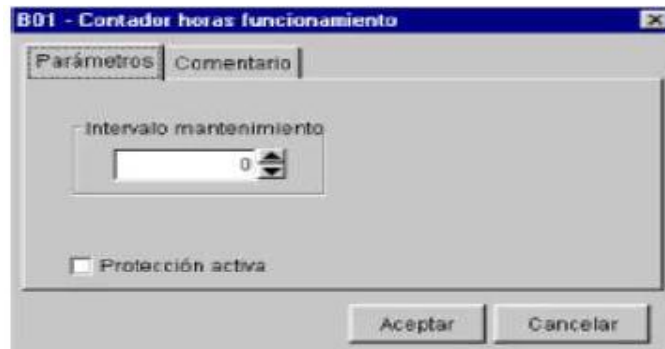 B01 - Contador horas funcionamiento
Parámetros Comentario
Intervalo mantenimiento
0
Protección activa
Aceptar Cancelar